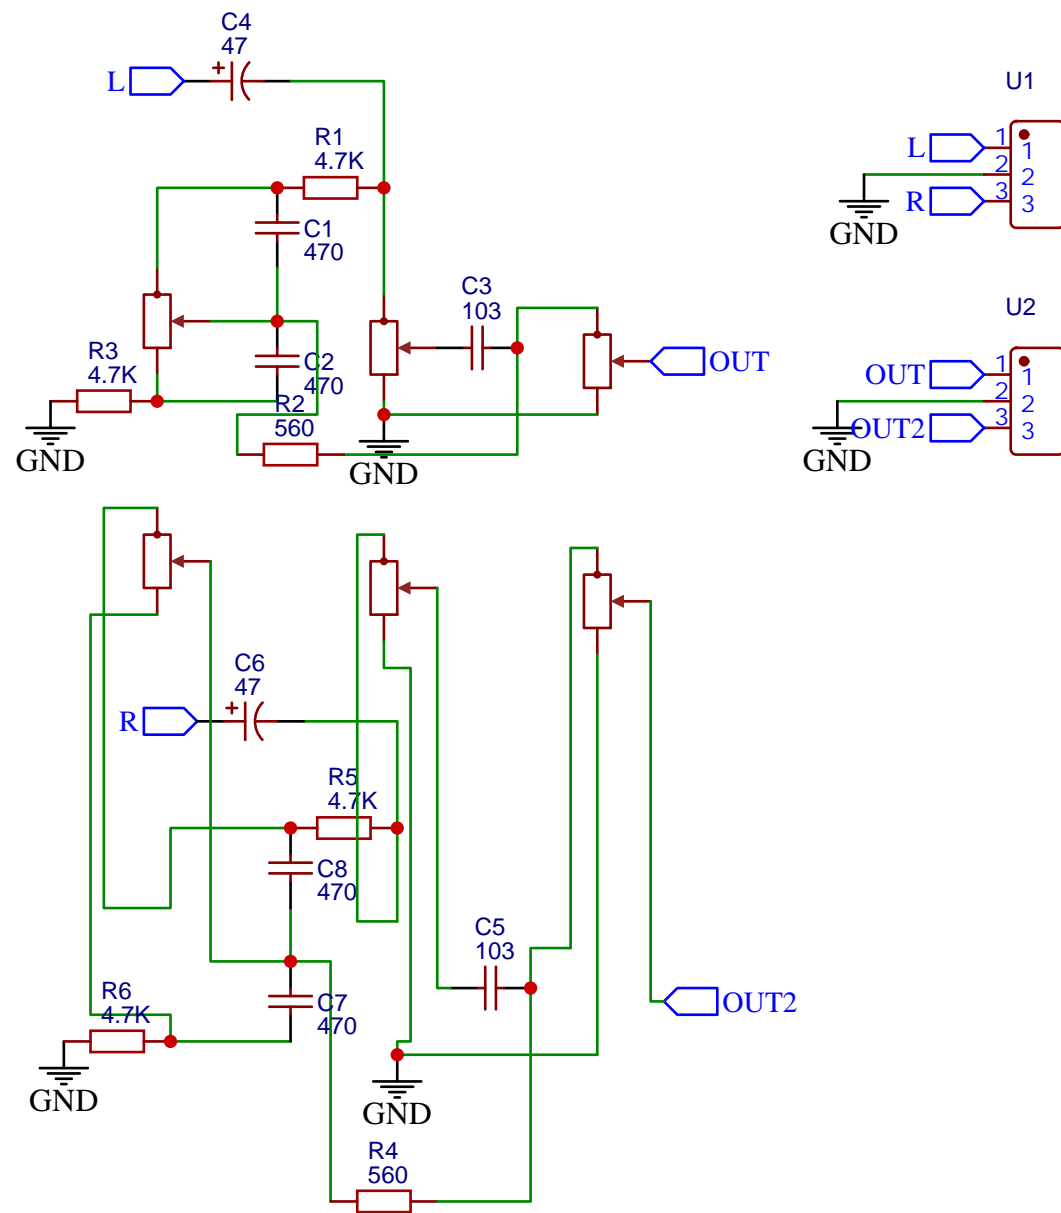 C4
47
L
R1
4.7K
C1
470
C3
103
R3
4.7K
C2
470
R2
560
OUT
GND
GND
U1
L
1
1
2
2
R
3
3
GND
U2
OUT
1
1
2
2
OUT2
3
3
GND
C6
47
R
R5
4.7K
C8
470
C5
103
R6
4.7K
C7
470
OUT2
GND
GND
R4
560